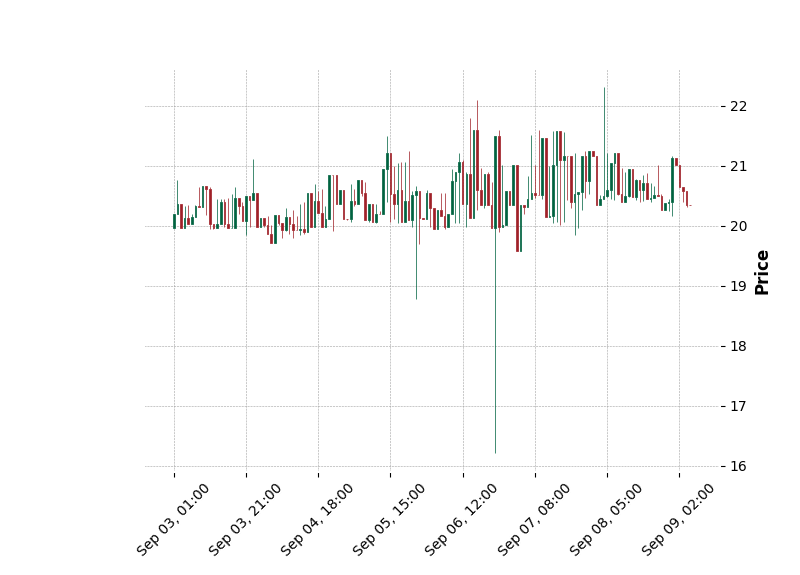 22
21
20
19
18
17
16
Price
Sep 03, 01:00
Sep 03, 21:00
Sep 04, 18:00
Sep 05, 15:00
Sep 06, 12:00
Sep 07, 08:00
Sep 08, 05:00
Sep 09, 02:00